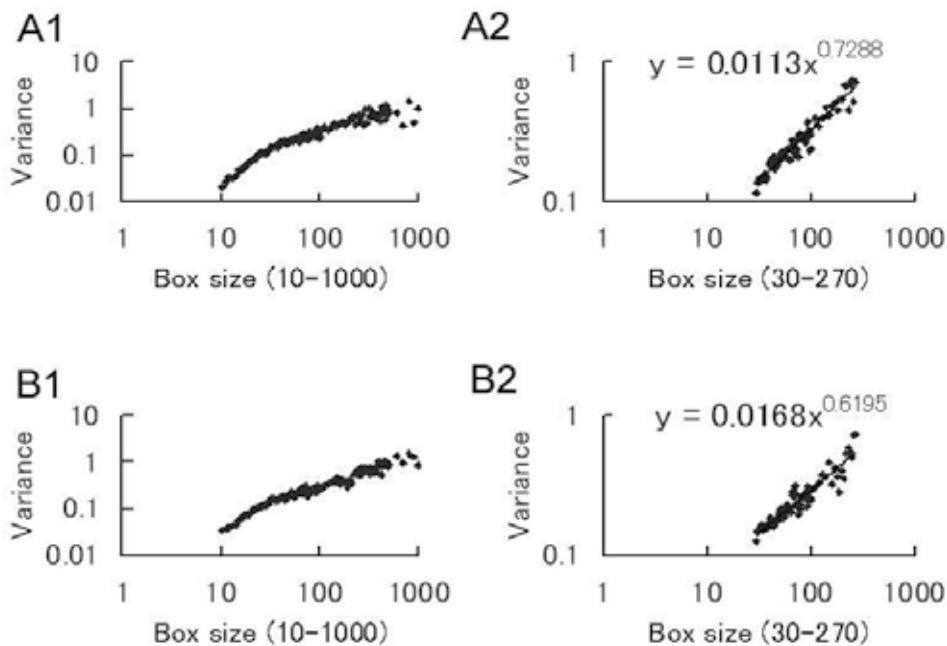 A1
10
1
0.1
0.01
Variance
1 10 100 1000
Box size (10-1000)
A2
y = 0.0113x^0.7288
1
0.1
Variance
1 10 100 1000
Box size (30-270)
B1
10
1
0.1
0.01
Variance
1 10 100 1000
Box size (10-1000)
B2
y = 0.0168x^0.6195
1
0.1
Variance
1 10 100 1000
Box size (30-270)